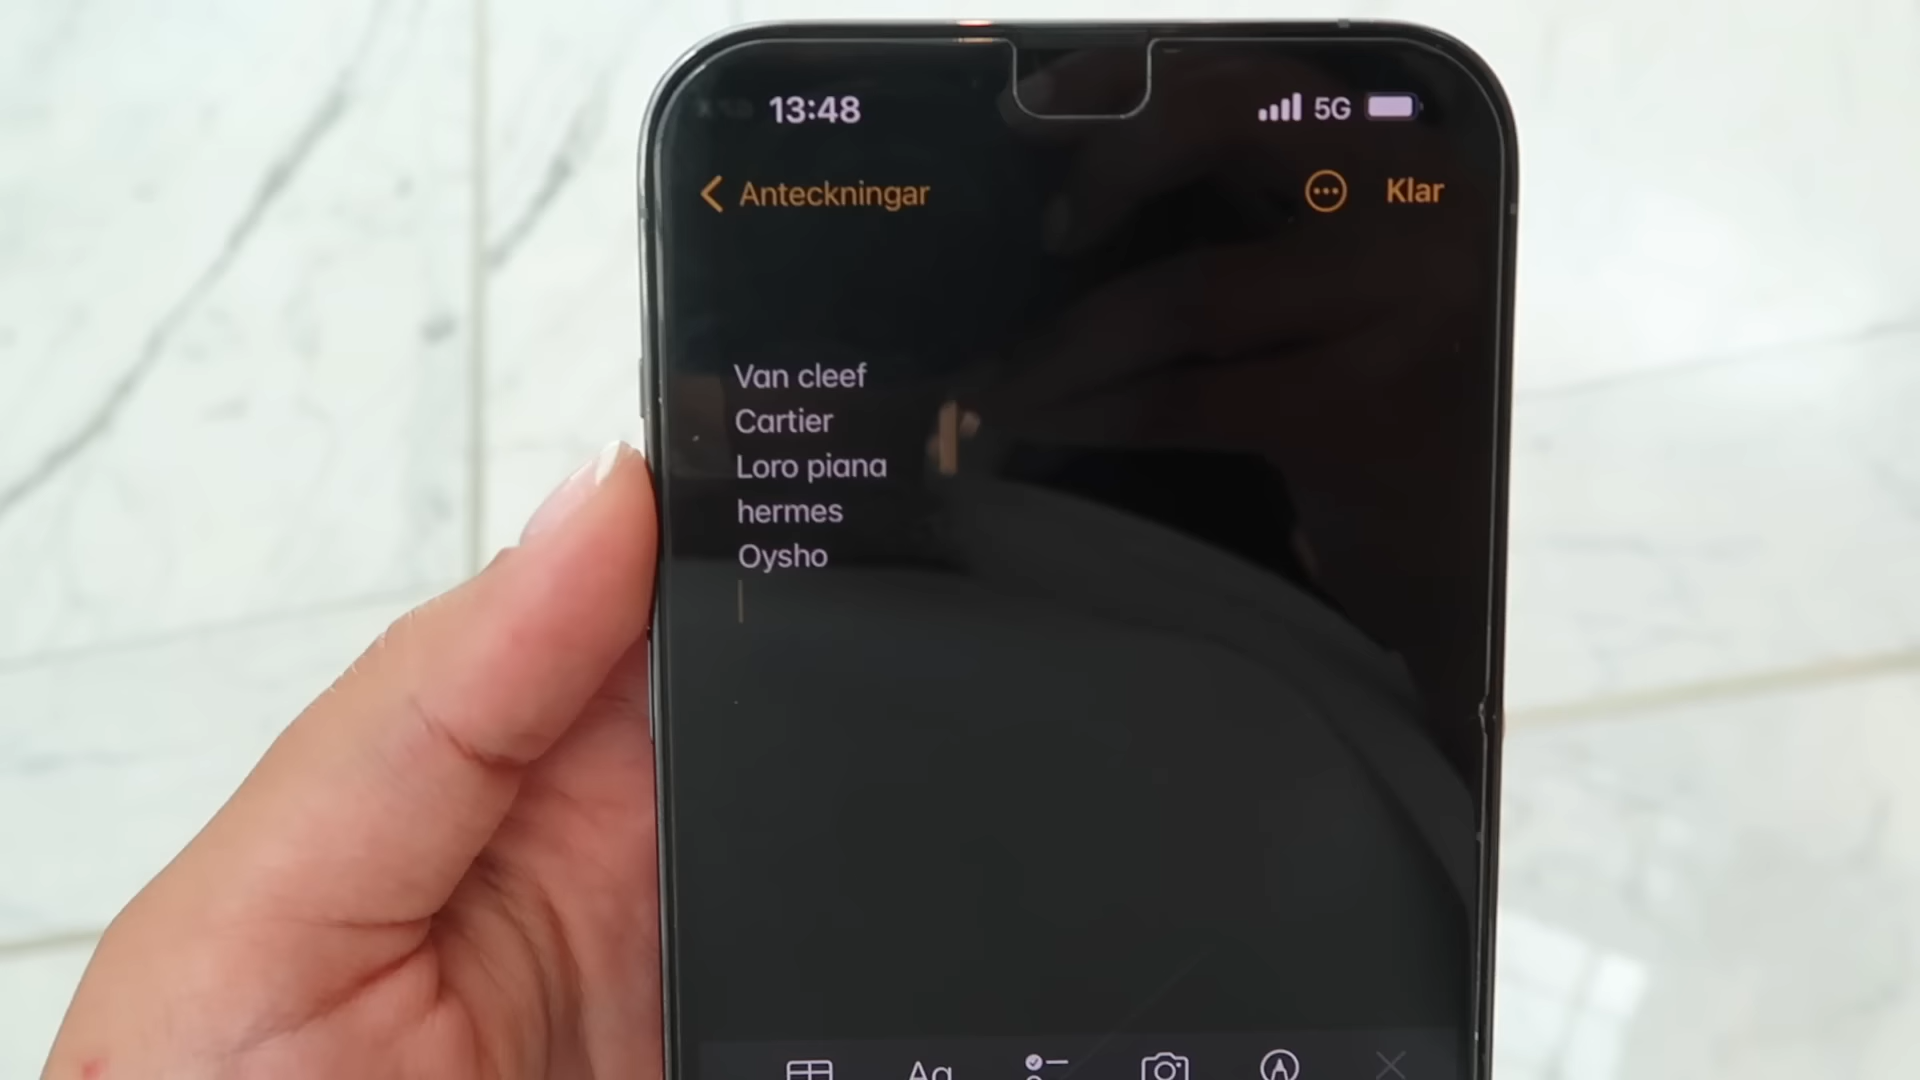 13:48
5G
Anteckningar
Klar
Van cleef
Cartier
Loro piana
hermes
Oysho
Aa